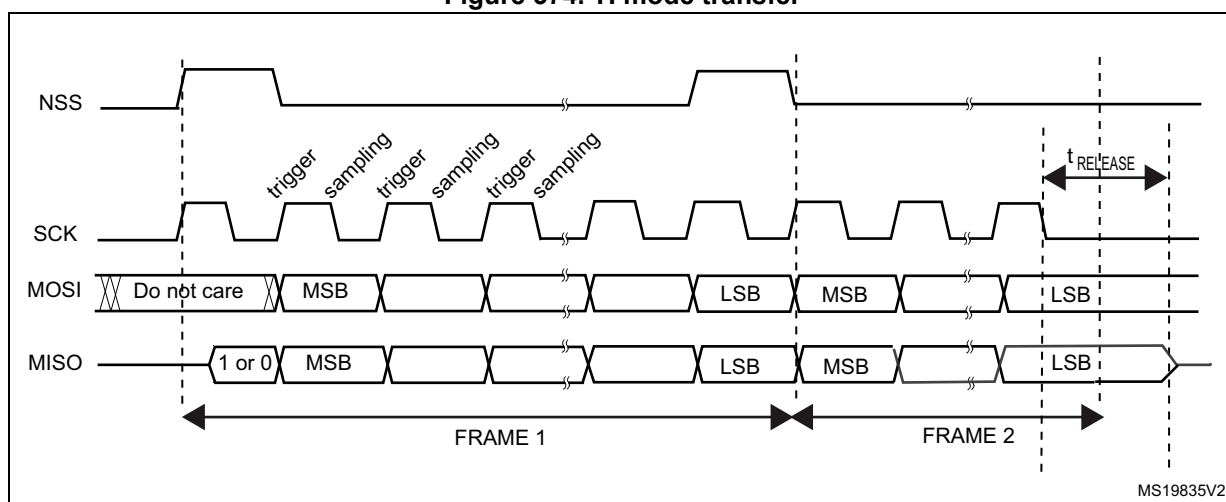 Figure TI mode transfer
NSS
trigger
sampling
trigger
sampling
trigger
sampling
t RELEASE
SCK
MOSI
Do not care
MSB
LSB
MSB
LSB
MISO
1 or 0
MSB
LSB
MSB
LSB
FRAME 1
FRAME 2
MS19835V2